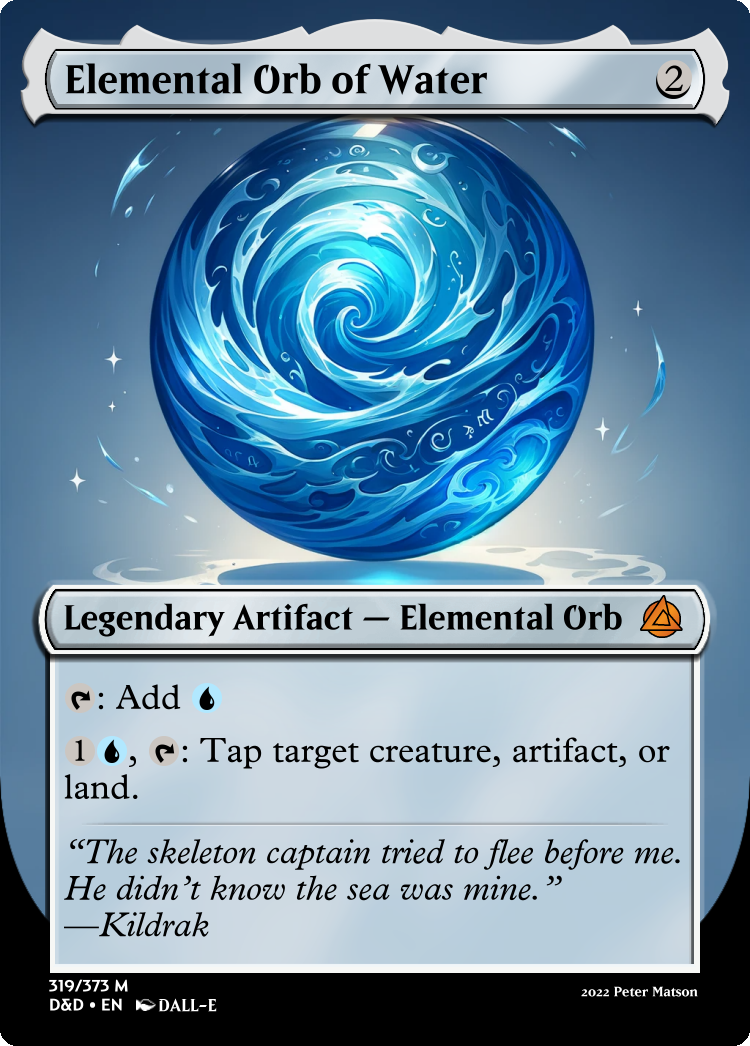 Elemental Orb of Water
2
Legendary Artifact — Elemental Orb
: Add
1 , : Tap target creature, artifact, or
land.
“The skeleton captain tried to flee before me.
He didn’t know the sea was mine.”
—Kildrak
319/373 M
D&D • EN DALL-E
2022 Peter Matson